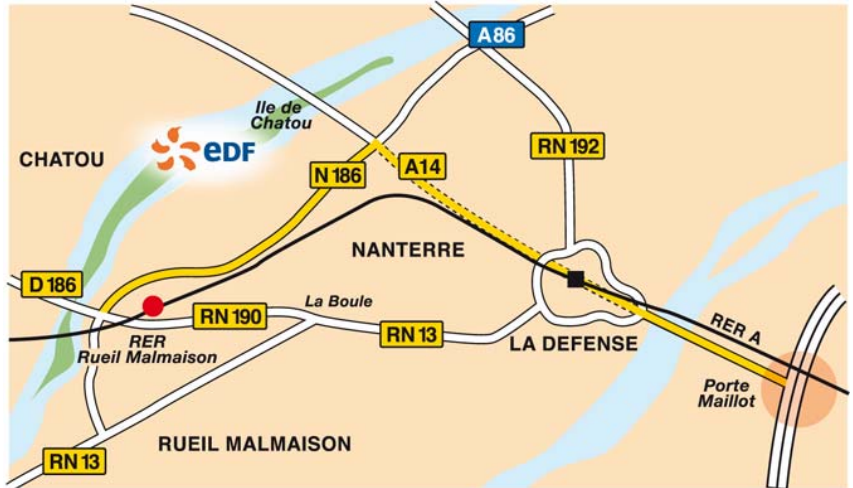 A86
Ile de
Chatou
CHATOU
eDF
RN 192
N 186
A14
NANTERRE
D 186
La Boule
RN 190
RN 13
RER
Rueil Malmaison
LA DEFENSE
RER A
Porte
Maillot
RUEIL MALMAISON
RN 13